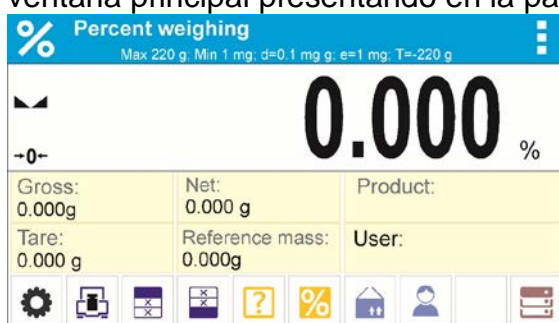 ventana principal presentando en la pa
% Percent weighing
Max 220 g; Min 1 mg; d=0.1 mg g; e=1 mg; T=-220 g
0.000 %
→0←
Gross: Net: Product:
0.000g 0.000 g
Tare: Reference mass: User:
0.000 g 0.000g
? %